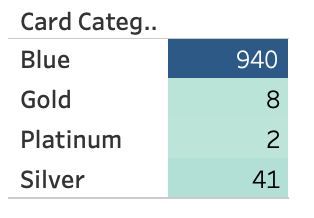 Card Categ..
Blue 940
Gold 8
Platinum 2
Silver 41